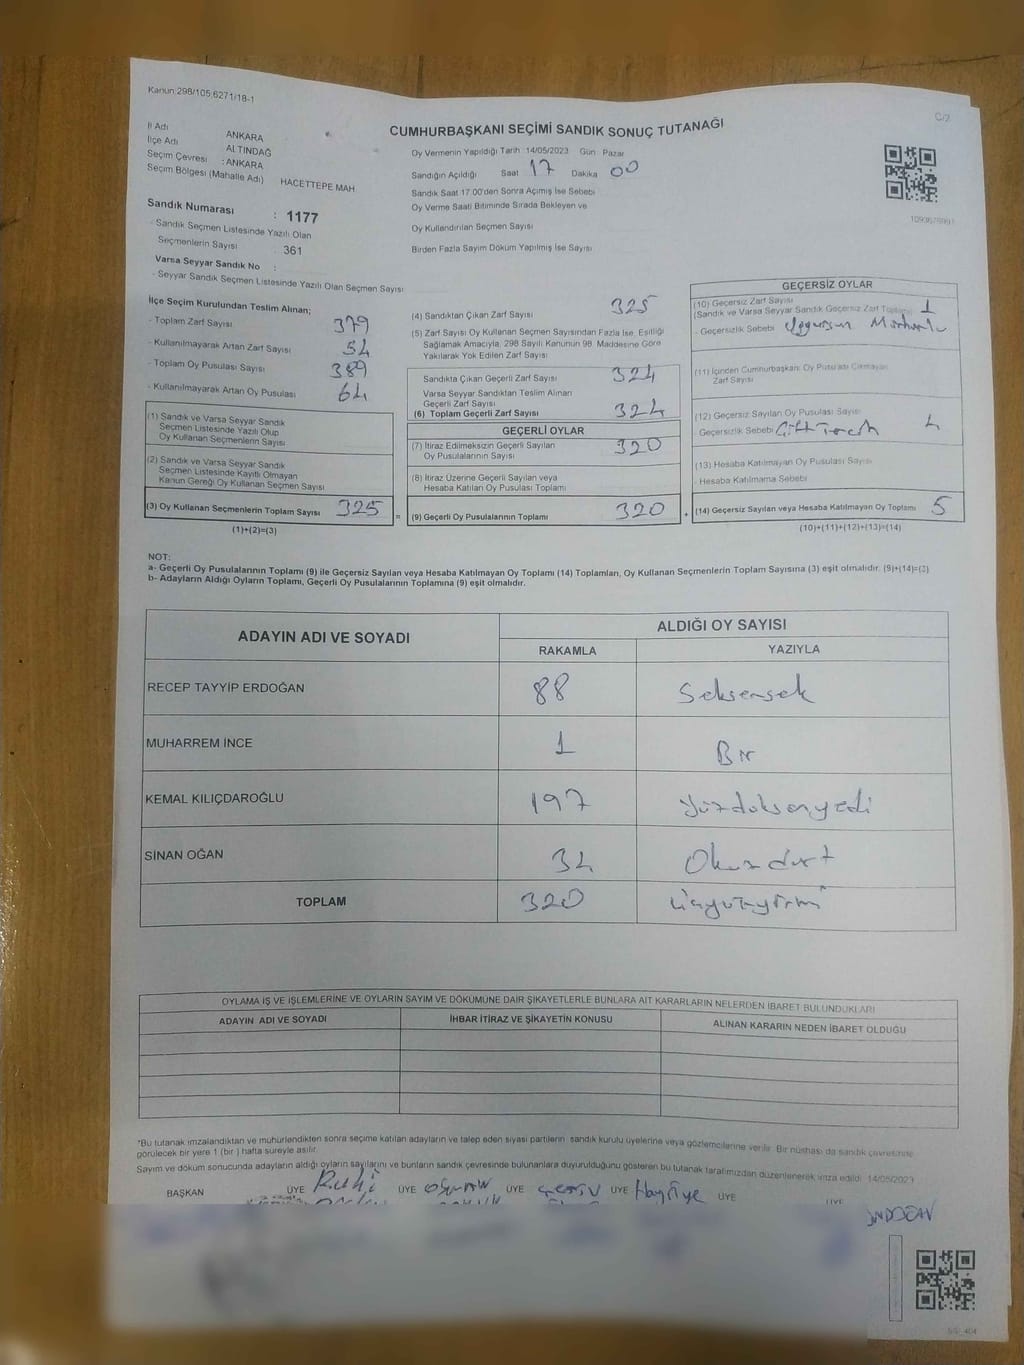 Kanun 298/105,6271/18-1
C/2
CUMHURBAŞKANI SEÇİMİ SANDIK SONUÇ TUTANAĞI
İl Adı ANKARA
İlçe Adı ALTINDAĞ
Seçim Çevresi : ANKARA
Seçim Bölgesi (Mahalle Adı) HACETTEPE MAH
Sandık Numarası : 1177
- Sandık Seçmen Listesinde Yazılı Olan
Seçmenlerin Sayısı 361
Varsa Seyyar Sandık No :
- Seyyar Sandık Seçmen Listesinde Yazılı Olan Seçmen Sayısı
Oy Vermenin Yapıldığı Tarih 14/05/2023 Gün Pazar
Sandığın Açıldığı Saat 17 Dakika 00
Sandık Saat 17.00'den Sonra Açımış İse Sebebi
Oy Verme Saati Bitiminde Sırada Bekleyen ve
Oy Kullandırılan Seçmen Sayısı
Birden Fazla Sayım Döküm Yapılmış İse Sayısı
İlçe Seçim Kurulundan Teslim Alınan;
- Toplam Zarf Sayısı 379
- Kullanılmayarak Artan Zarf Sayısı 54
- Toplam Oy Pusulası Sayısı 389
- Kullanılmayarak Artan Oy Pusulası 64
(1) Sandık ve Varsa Seyyar Sandık
Seçmen Listesinde Yazılı Olup
Oy Kullanan Seçmenlerin Sayısı
(2) Sandık ve Varsa Seyyar Sandık
Seçmen Listesinde Kayıtlı Olmayan
Kanun Gereği Oy Kullanan Seçmen Sayısı
(3) Oy Kullanan Seçmenlerin Toplam Sayısı 325 =
(1)+(2)=(3)
(4) Sandıktan Çıkan Zarf Sayısı 325
(5) Zarf Sayısı Oy Kullanan Seçmen Sayısından Fazla İse, Eşitliği
Sağlamak Amacıyla, 298 Sayılı Kanunun 98. Maddesine Göre
Yakılarak Yok Edilen Zarf Sayısı
Sandıkta Çıkan Geçerli Zarf Sayısı 324
Varsa Seyyar Sandıktan Teslim Alınan
Geçerli Zarf Sayısı
(6) Toplam Geçerli Zarf Sayısı 324
GEÇERLİ OYLAR
(7) İtiraz Edilmeksizin Geçerli Sayılan 320
Oy Pusulalarının Sayısı
(8) İtiraz Üzerine Geçerli Sayılan veya
Hesaba Katılan Oy Pusulası Toplamı
(9) Geçerli Oy Pusulalarının Toplamı 320 +
GEÇERSİZ OYLAR
(10) Geçersiz Zarf Sayısı 1
(Sandık ve Varsa Seyyar Sandık Geçersiz Zarf Toplamı)
- Geçersizlik Sebebi
(11) İçinden Cumhurbaşkanı Oy Pusulası Çıkmayan
Zarf Sayısı
(12) Geçersiz Sayılan Oy Pusulası Sayısı
- Geçersizlik Sebebi Çift Tercih 4
(13) Hesaba Katılmayan Oy Pusulası Sayısı
- Hesaba Katılmama Sebebi
(14) Geçersiz Sayılan veya Hesaba Katılmayan Oy Toplamı 5
(10)+(11)+(12)+(13)=(14)
NOT:
a- Geçerli Oy Pusulalarının Toplamı (9) ile Geçersiz Sayılan veya Hesaba Katılmayan Oy Toplamı (14) Toplamları, Oy Kullanan Seçmenlerin Toplam Sayısına (3) eşit olmalıdır. (9)+(14)=(3)
b- Adayların Aldığı Oyların Toplamı, Geçerli Oy Pusulalarının Toplamına (9) eşit olmalıdır.
ADAYIN ADI VE SOYADI
ALDIĞI OY SAYISI
RAKAMLA YAZIYLA
RECEP TAYYİP ERDOĞAN 88 Seksensek
MUHARREM İNCE 1 Bir
KEMAL KILIÇDAROĞLU 197 Yüzdoksanyedi
SİNAN OĞAN 34 Otuzdört
TOPLAM 320 üçyüzyirmi
OYLAMA İŞ VE İŞLEMLERİNE VE OYLARIN SAYIM VE DÖKÜMÜNE DAİR ŞİKAYETLERLE BUNLARA AİT KARARLARIN NELERDEN İBARET BULUNDUKLARI
ADAYIN ADI VE SOYADI
İHBAR İTİRAZ VE ŞİKAYETİN KONUSU
ALINAN KARARIN NEDEN İBARET OLDUĞU
*Bu tutanak imzalandıktan ve mühürlendikten sonra seçime katılan adayların ve talep eden siyasi partilerin sandık kurulu üyelerine veya gözlemcilerine verilir. Bir nüshası da sandık çevresinde
görülecek bir yere 1 (bir ) hafta süreyle asılır.
Sayım ve döküm sonucunda adayların aldığı oyların sayılarını ve bunların sandık çevresinde bulunanlara duyurulduğunu gösteren bu tutanak tarafımızdan düzenlenerek imza edildi 14/05/2023
BAŞKAN ÜYE ÜYE OSMAN ÜYE ÜYE Hayriye ÜYE ÜYE